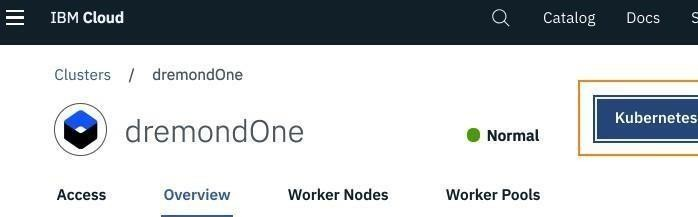 IBM Cloud Catalog Docs
Clusters / dremondOne
dremondOne Normal Kubernetes
Access Overview Worker Nodes Worker Pools